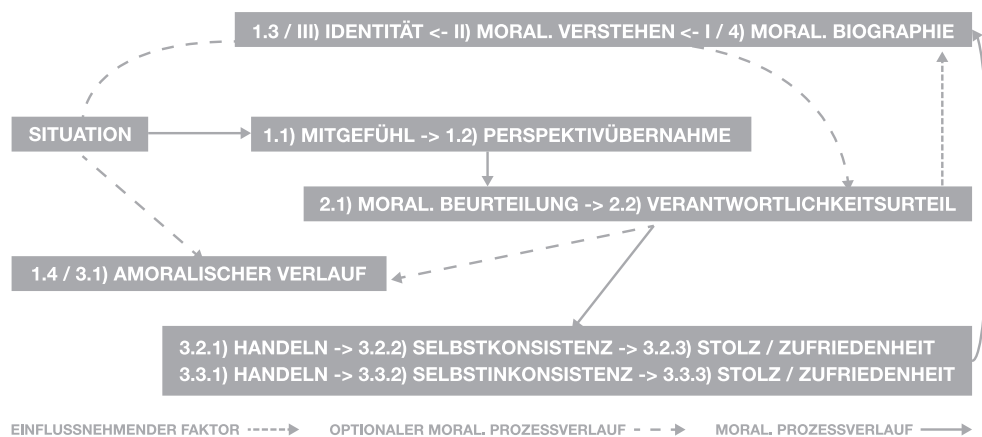 1.3 / III) IDENTITÄT <- II) MORAL. VERSTEHEN <- I / 4) MORAL. BIOGRAPHIE
SITUATION
1.1) MITGEFÜHL -> 1.2) PERSPEKTIVÜBERNAHME
2.1) MORAL. BEURTEILUNG -> 2.2) VERANTWORTLICHKEITSURTEIL
1.4 / 3.1) AMORALISCHER VERLAUF
3.2.1) HANDELN -> 3.2.2) SELBSTKONSISTENZ -> 3.2.3) STOLZ / ZUFRIEDENHEIT
3.3.1) HANDELN -> 3.3.2) SELBSTINKONSISTENZ -> 3.3.3) STOLZ / ZUFRIEDENHEIT
EINFLUSSNEHMENDER FAKTOR
OPTIONALER MORAL. PROZESSVERLAUF
MORAL. PROZESSVERLAUF